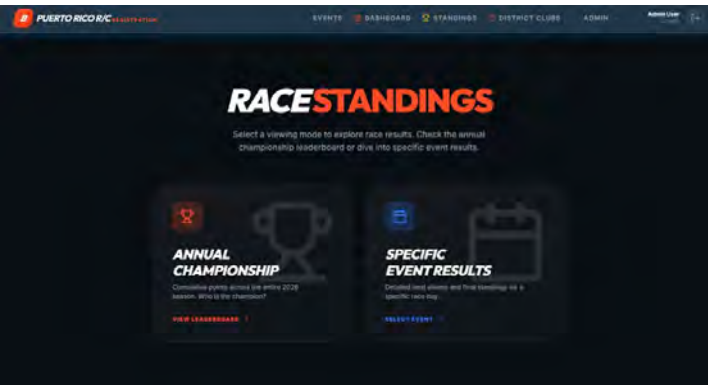 PUERTO RICO R/C REGISTRATION
EVENTS DASHBOARD STANDINGS DISTRICT CLUBS ADMIN Admin User
RACESTANDINGS
Select a viewing mode to explore race results. Check the annual
championship leaderboard or dive into specific event results.
ANNUAL
CHAMPIONSHIP
Cumulative points across the entire 2026
season. Who is the champion?
VIEW LEADERBOARD
SPECIFIC
EVENT RESULTS
Detailed heat sheets and final standings for a
specific race day.
SELECT EVENT